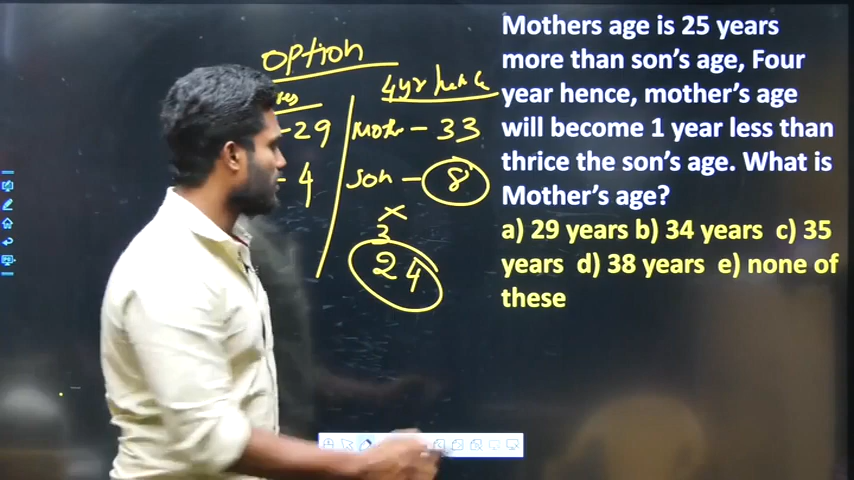 Mothers age is 25 years
more than son's age, Four
year hence, mother's age
will become 1 year less than
thrice the son's age. What is
Mother's age?
a) 29 years b) 34 years c) 35
years d) 38 years e) none of
these
option
4yr
-29
- 4
moth - 33
son - 8
x
3
24